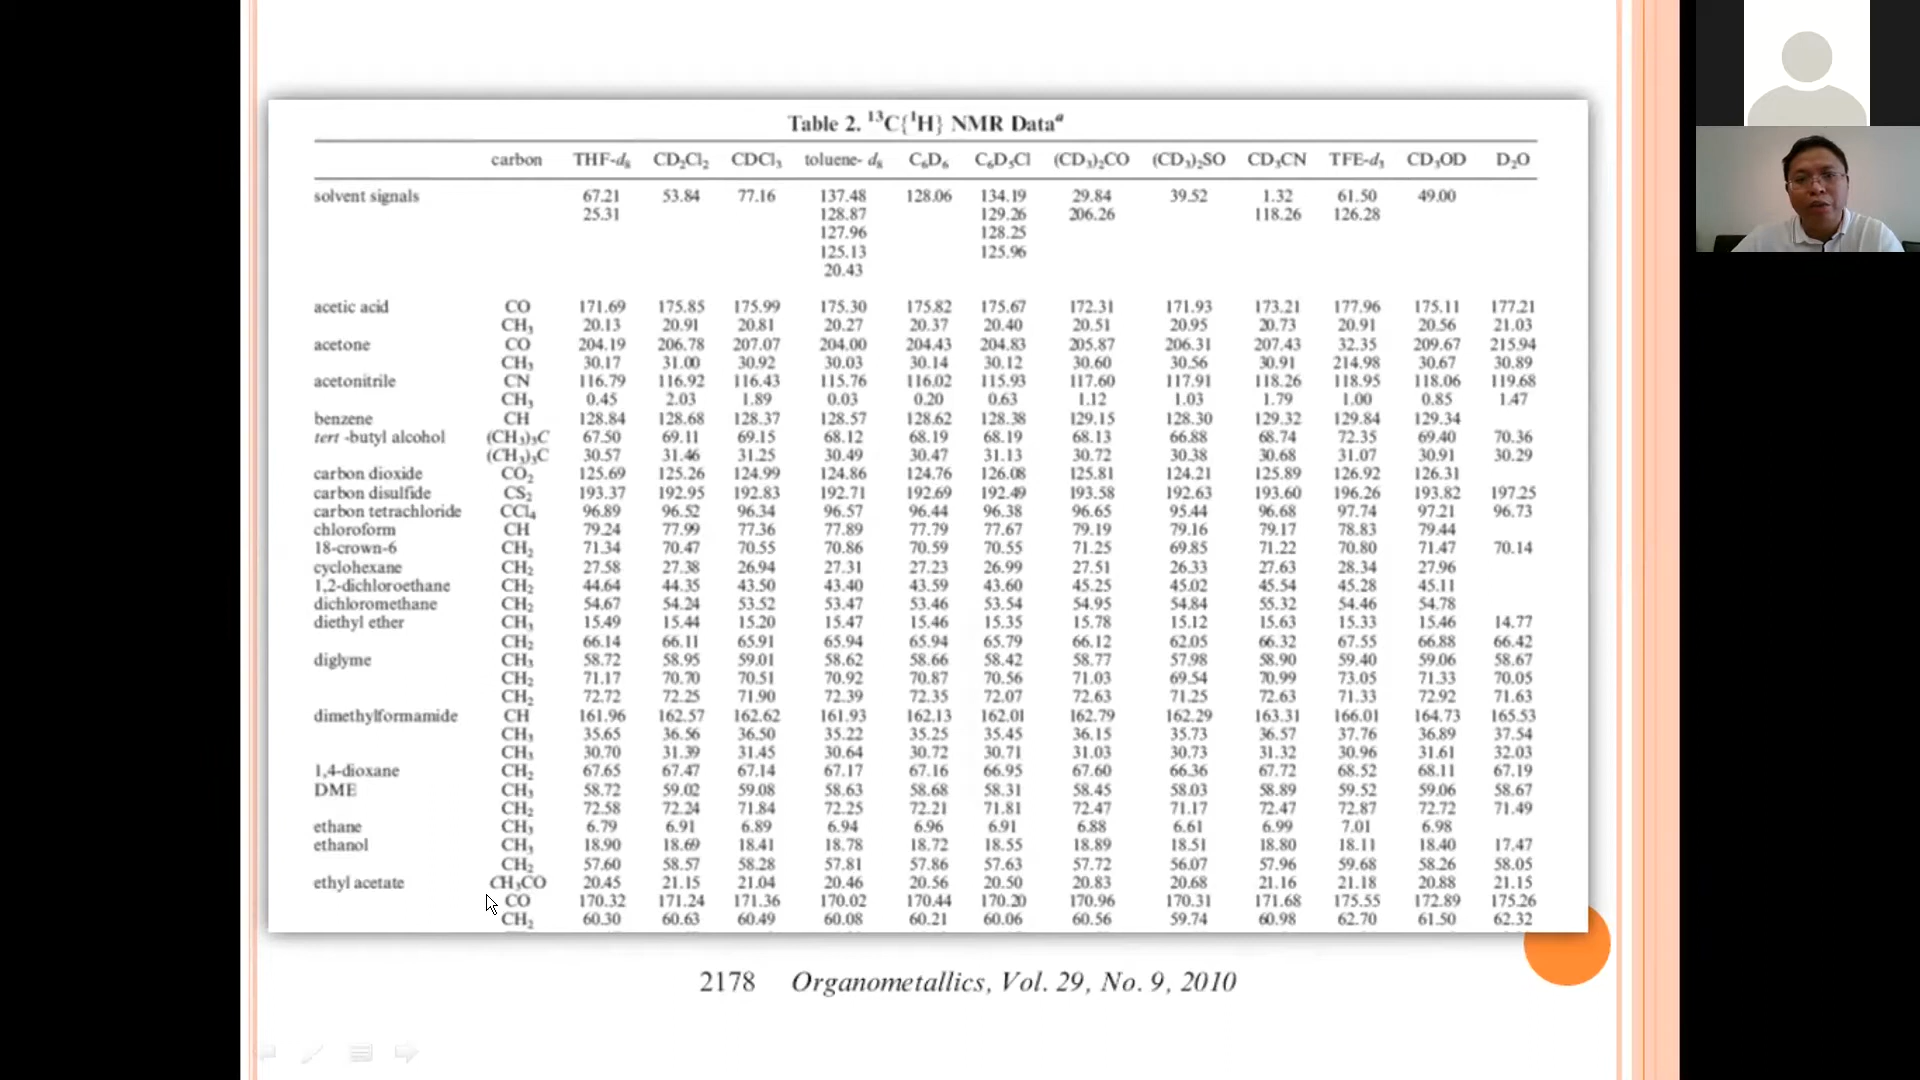 Table 2. ¹³C{¹H} NMR Dataᵃ
carbon THF-d₈ CD₂Cl₂ CDCl₃ toluene- d₈ C₆D₆ C₆D₅Cl (CD₃)₂CO (CD₃)₂SO CD₃CN TFE-d₃ CD₃OD D₂O
solvent signals 67.21 53.84 77.16 137.48 128.06 134.19 29.84 39.52 1.32 61.50 49.00
25.31 128.87 129.26 206.26 118.26 126.28
127.96 128.25
125.13 125.96
20.43
acetic acid CO 171.69 175.85 175.99 175.30 175.82 175.67 172.31 171.93 173.21 177.96 175.11 177.21
CH₃ 20.13 20.91 20.81 20.27 20.37 20.40 20.51 20.95 20.73 20.91 20.56 21.03
acetone CO 204.19 206.78 207.07 204.00 204.43 204.83 205.87 206.31 207.43 32.35 209.67 215.94
CH₃ 30.17 31.00 30.92 30.03 30.14 30.12 30.60 30.56 30.91 214.98 30.67 30.89
acetonitrile CN 116.79 116.92 116.43 115.76 116.02 115.93 117.60 117.91 118.26 118.95 118.06 119.68
CH₃ 0.45 2.03 1.89 0.03 0.20 0.63 1.12 1.03 1.79 1.00 0.85 1.47
benzene CH 128.84 128.68 128.37 128.57 128.62 128.38 129.15 128.30 129.32 129.84 129.34
tert -butyl alcohol (CH₃)₃C 67.50 69.11 69.15 68.12 68.19 68.19 68.13 66.88 68.74 72.35 69.40 70.36
(CH₃)₃C 30.57 31.46 31.25 30.49 30.47 31.13 30.72 30.38 30.68 31.07 30.91 30.29
carbon dioxide CO₂ 125.69 125.26 124.99 124.86 124.76 126.08 125.81 124.21 125.89 126.92 126.31
carbon disulfide CS₂ 193.37 192.95 192.83 192.71 192.69 192.49 193.58 192.63 193.60 196.26 193.82 197.25
carbon tetrachloride CCl₄ 96.89 96.52 96.34 96.57 96.44 96.38 96.65 95.44 96.68 97.74 97.21 96.73
chloroform CH 79.24 77.99 77.36 77.89 77.79 77.67 79.19 79.16 79.17 78.83 79.44
18-crown-6 CH₂ 71.34 70.47 70.55 70.86 70.59 70.55 71.25 69.85 71.22 70.80 71.47 70.14
cyclohexane CH₂ 27.58 27.38 26.94 27.31 27.23 26.99 27.51 26.33 27.63 28.34 27.96
1,2-dichloroethane CH₂ 44.64 44.35 43.50 43.40 43.59 43.60 45.25 45.02 45.54 45.28 45.11
dichloromethane CH₂ 54.67 54.24 53.52 53.47 53.46 53.54 54.95 54.84 55.32 54.46 54.78
diethyl ether CH₃ 15.49 15.44 15.20 15.47 15.46 15.35 15.78 15.12 15.63 15.33 15.46 14.77
CH₂ 66.14 66.11 65.91 65.94 65.94 65.79 66.12 62.05 66.32 67.55 66.88 66.42
diglyme CH₃ 58.72 58.95 59.01 58.62 58.66 58.42 58.77 57.98 58.90 59.40 59.06 58.67
CH₂ 71.17 70.70 70.51 70.92 70.87 70.56 71.03 69.54 70.99 73.05 71.33 70.05
CH₂ 72.72 72.25 71.90 72.39 72.35 72.07 72.63 71.25 72.63 71.33 72.92 71.63
dimethylformamide CH 161.96 162.57 162.62 161.93 162.13 162.01 162.79 162.29 163.31 166.01 164.73 165.53
CH₃ 35.65 36.56 36.50 35.22 35.25 35.45 36.15 35.73 36.57 37.76 36.89 37.54
CH₃ 30.70 31.39 31.45 30.64 30.72 30.71 31.03 30.73 31.32 30.96 31.61 32.03
1,4-dioxane CH₂ 67.65 67.47 67.14 67.17 67.16 66.95 67.60 66.36 67.72 68.52 68.11 67.19
DME CH₃ 58.72 59.02 59.08 58.63 58.68 58.31 58.45 58.03 58.89 59.52 59.06 58.67
CH₂ 72.58 72.24 71.84 72.25 72.21 71.81 72.47 71.17 72.47 72.87 72.72 71.49
ethane CH₃ 6.79 6.91 6.89 6.94 6.96 6.91 6.88 6.61 6.99 7.01 6.98
ethanol CH₃ 18.90 18.69 18.41 18.78 18.72 18.55 18.89 18.51 18.80 18.11 18.40 17.47
CH₂ 57.60 58.57 58.28 57.81 57.86 57.63 57.72 56.07 57.96 59.68 58.26 58.05
ethyl acetate CH₃CO 20.45 21.15 21.04 20.46 20.56 20.50 20.83 20.68 21.16 21.18 20.88 21.15
CO 170.32 171.24 171.36 170.02 170.44 170.20 170.96 170.31 171.68 175.55 172.89 175.26
CH₂ 60.30 60.63 60.49 60.08 60.21 60.06 60.56 59.74 60.98 62.70 61.50 62.32
2178 Organometallics, Vol. 29, No. 9, 2010